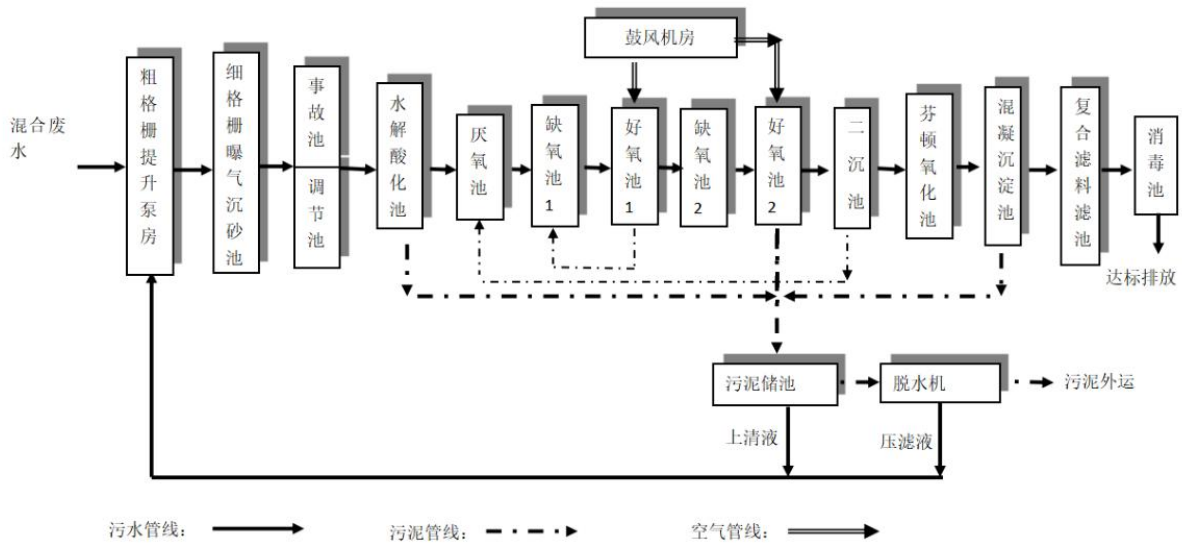 鼓风机房
混合废
水
粗格栅提升泵房
细格栅曝气沉砂池
事故池
调节池
水解酸化池
厌氧池
缺氧池1
好氧池1
缺氧池2
好氧池2
二沉池
芬顿氧化池
混凝沉淀池
复合滤料滤池
消毒池
达标排放
污泥储池
脱水机
污泥外运
上清液
压滤液
污水管线：
污泥管线：
空气管线：